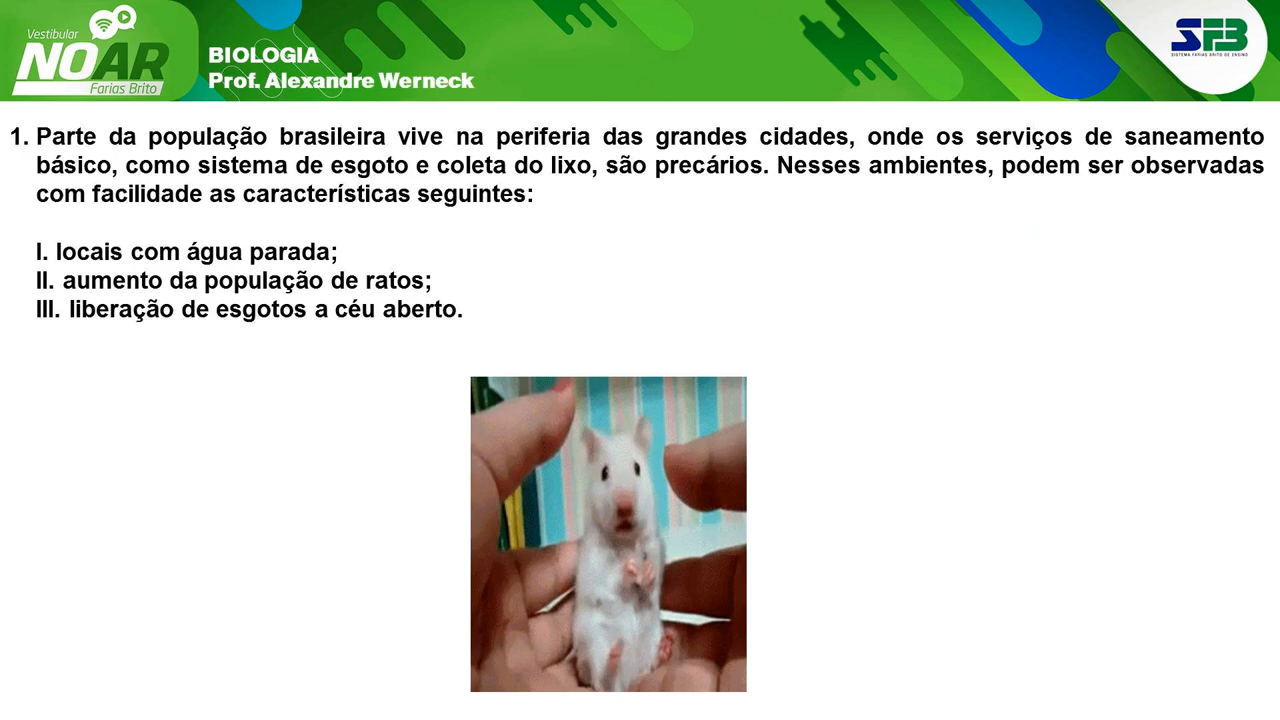 Vestibular
NOAR
Farias Brito
BIOLOGIA
Prof. Alexandre Werneck
SFB
SISTEMA FARIAS BRITO DE ENSINO
1. Parte da população brasileira vive na periferia das grandes cidades, onde os serviços de saneamento
básico, como sistema de esgoto e coleta do lixo, são precários. Nesses ambientes, podem ser observadas
com facilidade as características seguintes:
I. locais com água parada;
II. aumento da população de ratos;
III. liberação de esgotos a céu aberto.